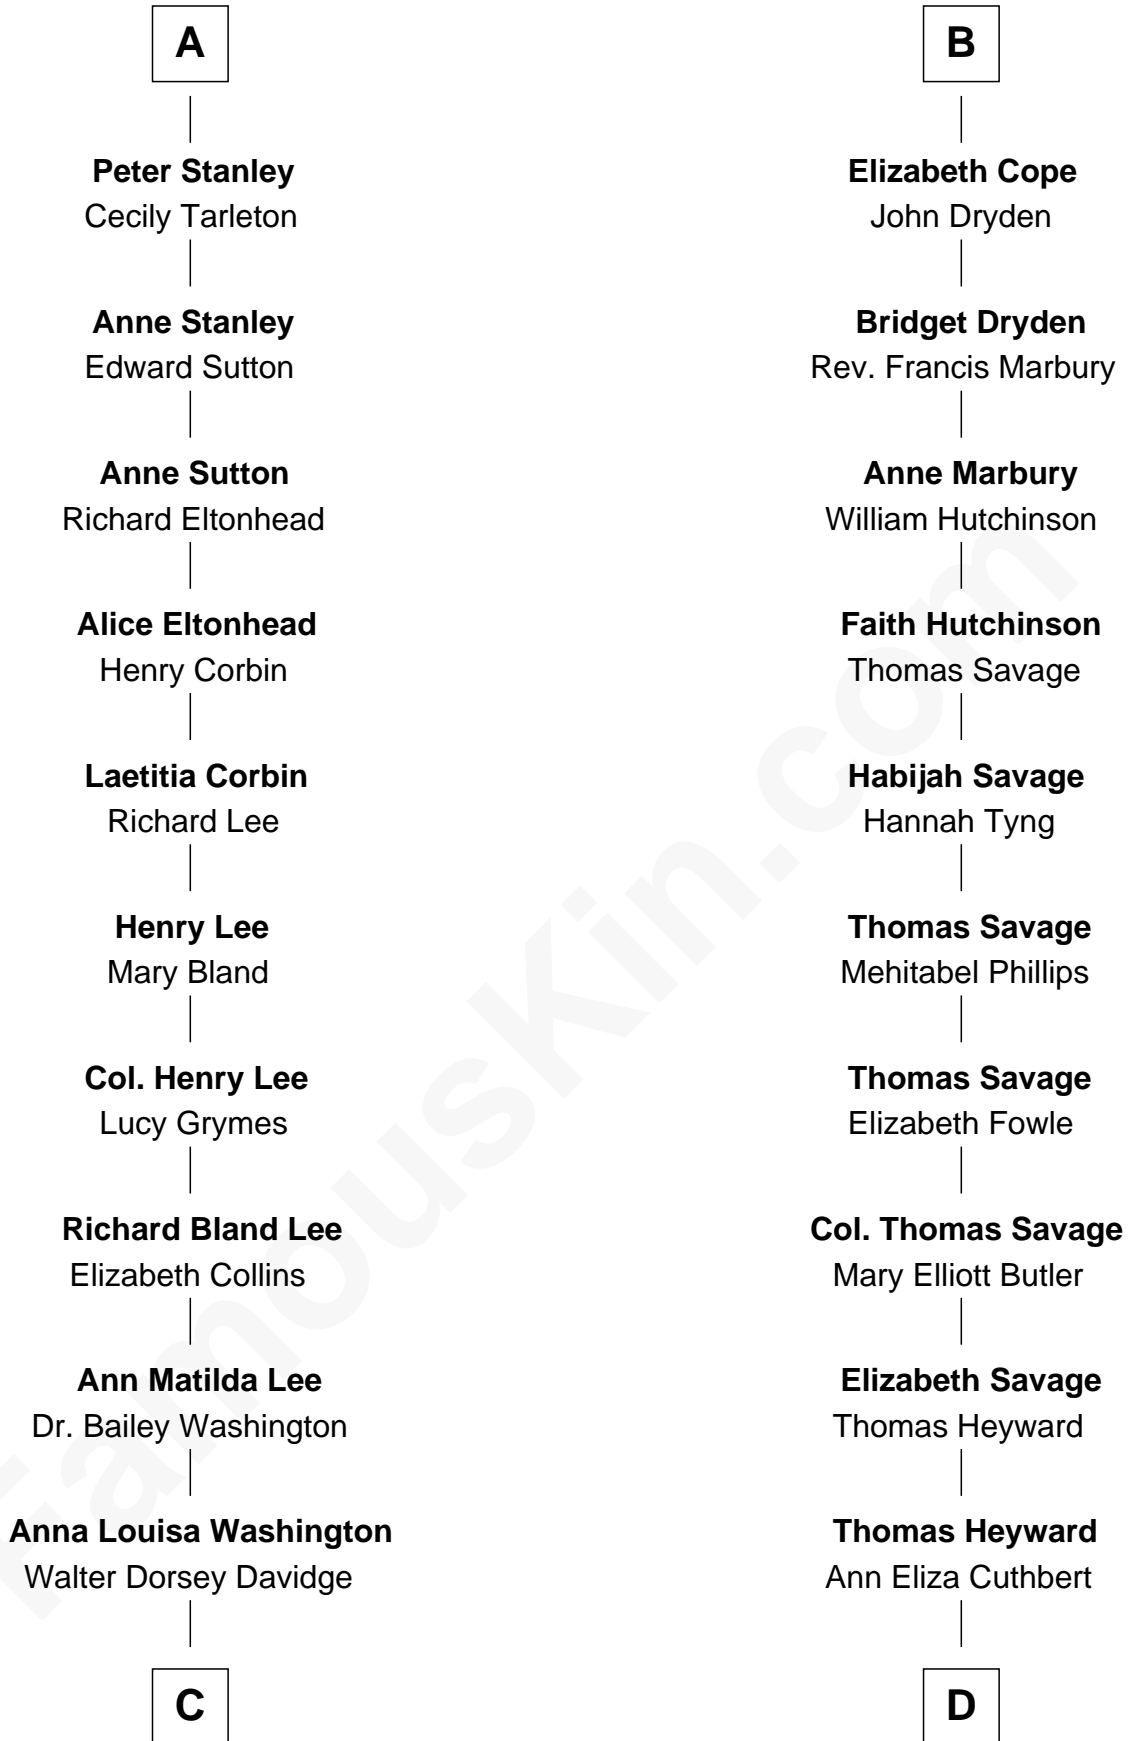 A
Peter Stanley
Cecily Tarleton
Anne Stanley
Edward Sutton
Anne Sutton
Richard Eltonhead
Alice Eltonhead
Henry Corbin
Laetitia Corbin
Richard Lee
Henry Lee
Mary Bland
Col. Henry Lee
Lucy Grymes
Richard Bland Lee
Elizabeth Collins
Ann Matilda Lee
Dr. Bailey Washington
Anna Louisa Washington
Walter Dorsey Davidge
C
B
Elizabeth Cope
John Dryden
Bridget Dryden
Rev. Francis Marbury
Anne Marbury
William Hutchinson
Faith Hutchinson
Thomas Savage
Habijah Savage
Hannah Tyng
Thomas Savage
Mehitabel Phillips
Thomas Savage
Elizabeth Fowle
Col. Thomas Savage
Mary Elliott Butler
Elizabeth Savage
Thomas Heyward
Thomas Heyward
Ann Eliza Cuthbert
D
FamousKin.com